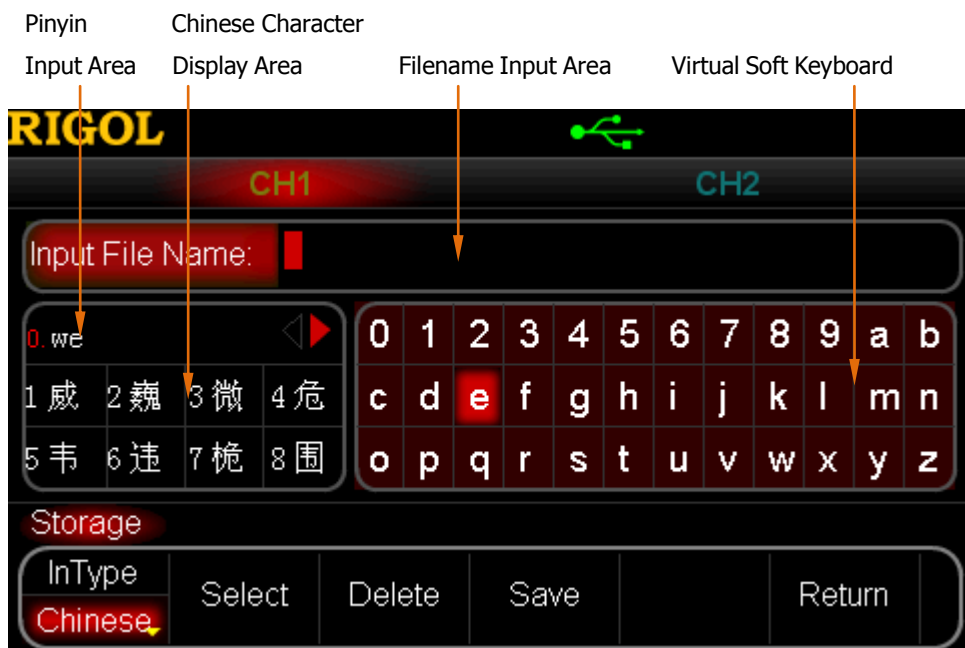 Pinyin Chinese Character
Input Area Display Area Filename Input Area Virtual Soft Keyboard
RIGOL
CH1 CH2
Input File Name:
0. we
1 威 2 巍 3 微 4 危
5 韦 6 违 7 桅 8 围
0 1 2 3 4 5 6 7 8 9 a b
c d e f g h i j k l m n
o p q r s t u v w x y z
Storage
InType
Chinese
Select Delete Save Return